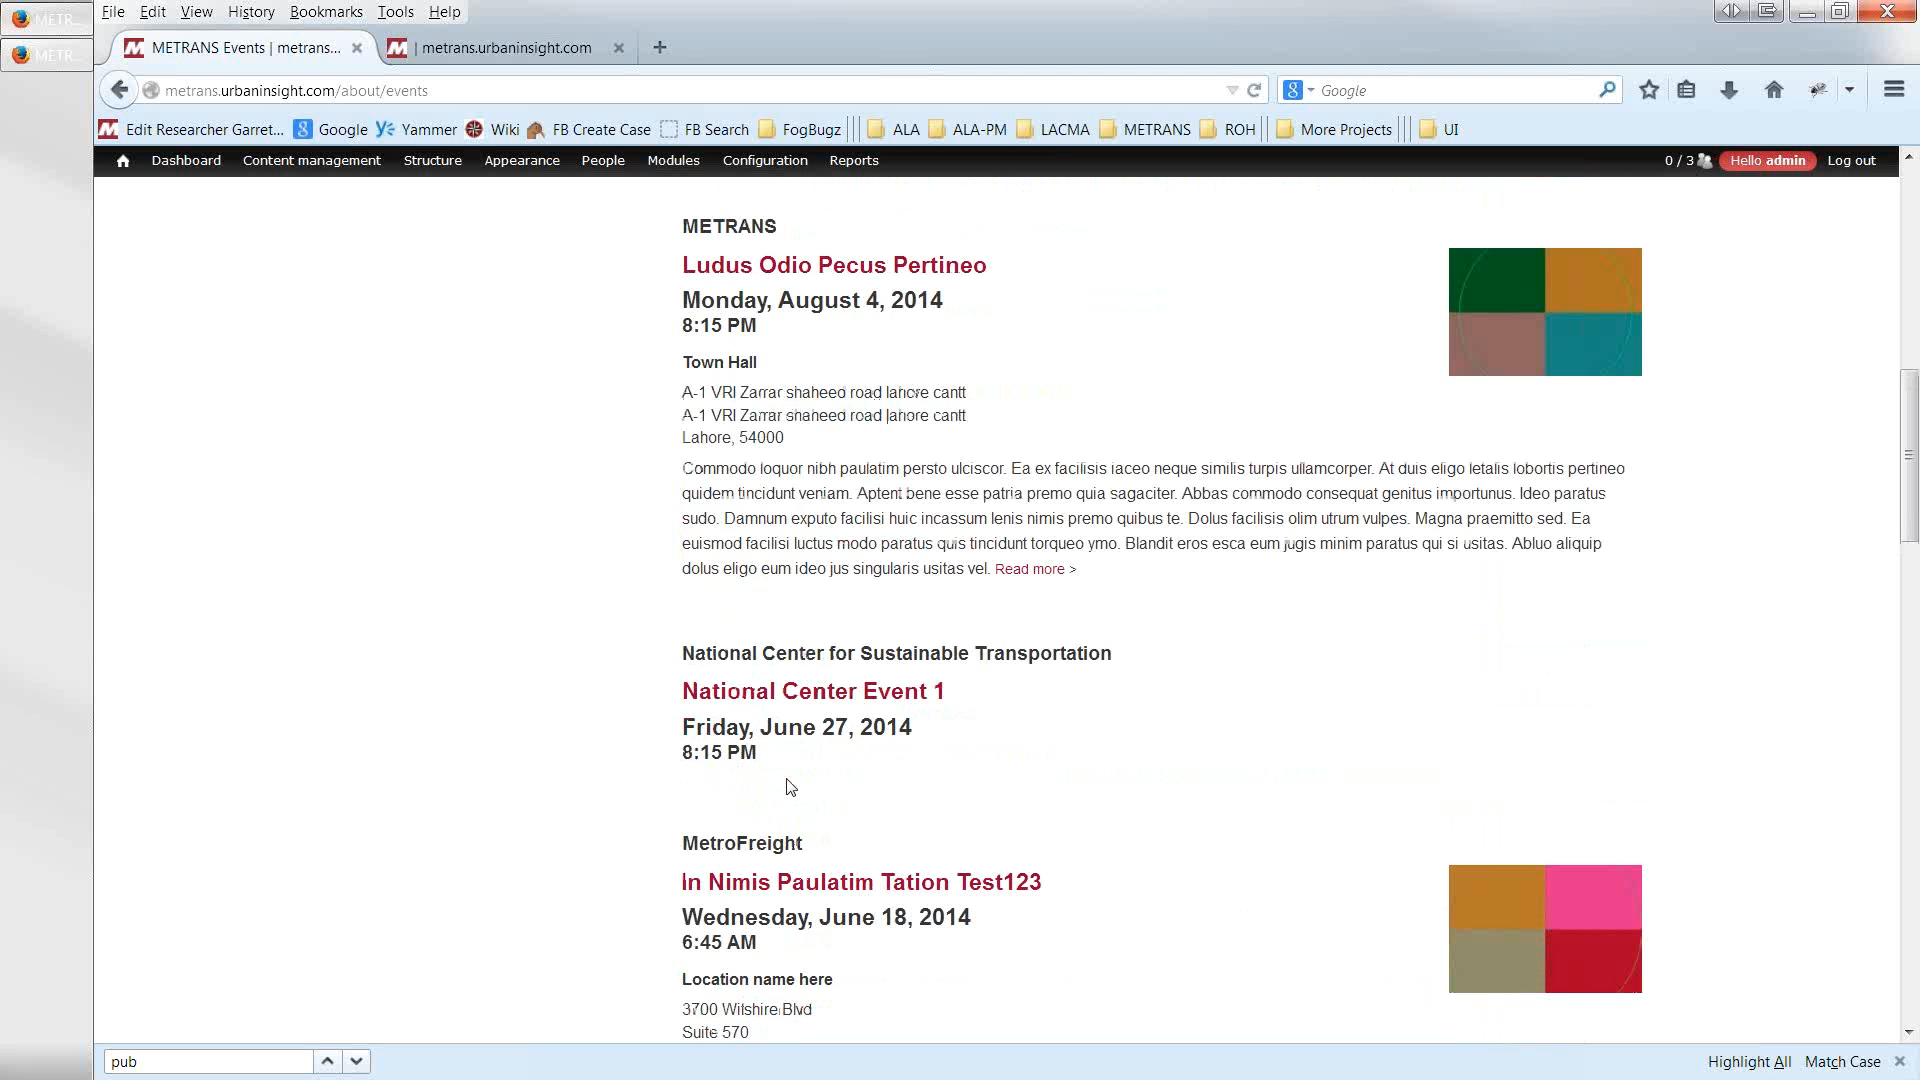 METR...
METR...
File Edit View History Bookmarks Tools Help
METRANS Events | metrans...
| metrans.urbaninsight.com
metrans.urbaninsight.com/about/events
Google
Edit Researcher Garret... Google Yammer Wiki FB Create Case FB Search FogBugz ALA ALA-PM LACMA METRANS ROH More Projects UI
Dashboard Content management Structure Appearance People Modules Configuration Reports 0 / 3 Hello admin Log out
METRANS
Ludus Odio Pecus Pertineo
Monday, August 4, 2014
8:15 PM
Town Hall
A-1 VRI Zarrar shaheed road lahore cantt
A-1 VRI Zarrar shaheed road lahore cantt
Lahore, 54000
Commodo loquor nibh paulatim persto ulciscor. Ea ex facilisis iaceo neque similis turpis ullamcorper. At duis eligo letalis lobortis pertineo
quidem tincidunt veniam. Aptent bene esse patria premo quia sagaciter. Abbas commodo consequat genitus importunus. Ideo paratus
sudo. Damnum exputo facilisi huic incassum lenis nimis premo quibus te. Dolus facilisis olim utrum vulpes. Magna praemitto sed. Ea
euismod facilisi luctus modo paratus quis tincidunt torqueo ymo. Blandit eros esca eum jugis minim paratus qui si usitas. Abluo aliquip
dolus eligo eum ideo jus singularis usitas vel. Read more >
National Center for Sustainable Transportation
National Center Event 1
Friday, June 27, 2014
8:15 PM
MetroFreight
In Nimis Paulatim Tation Test123
Wednesday, June 18, 2014
6:45 AM
Location name here
3700 Wilshire Blvd
Suite 570
pub
Highlight All Match Case